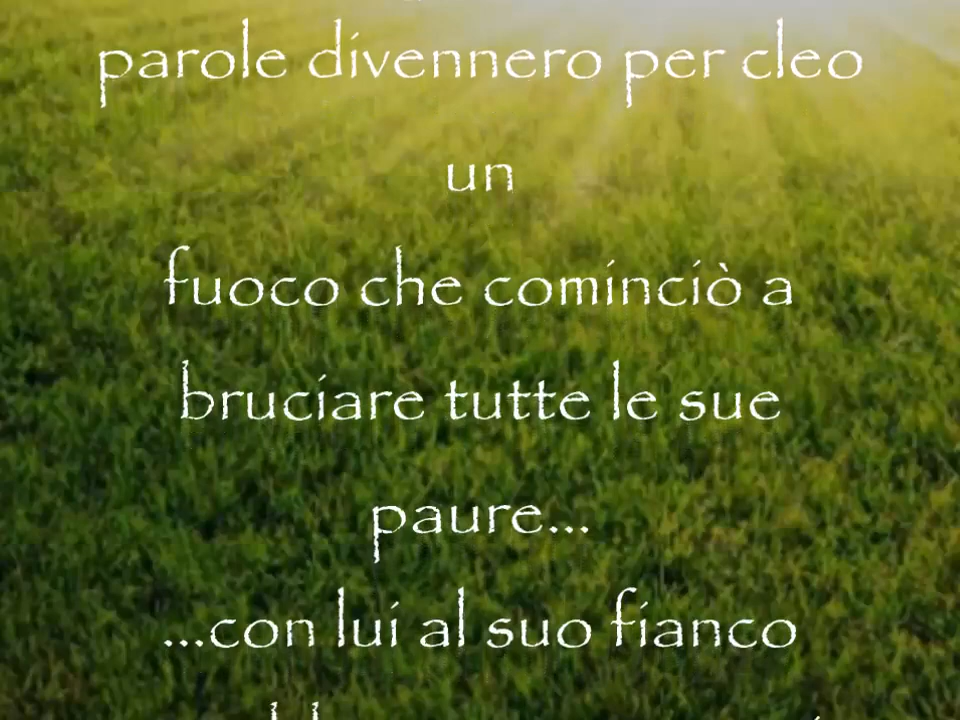 parole divennero per cleo
un
fuoco che cominciò a
bruciare tutte le sue
paure...
...con lui al suo fianco